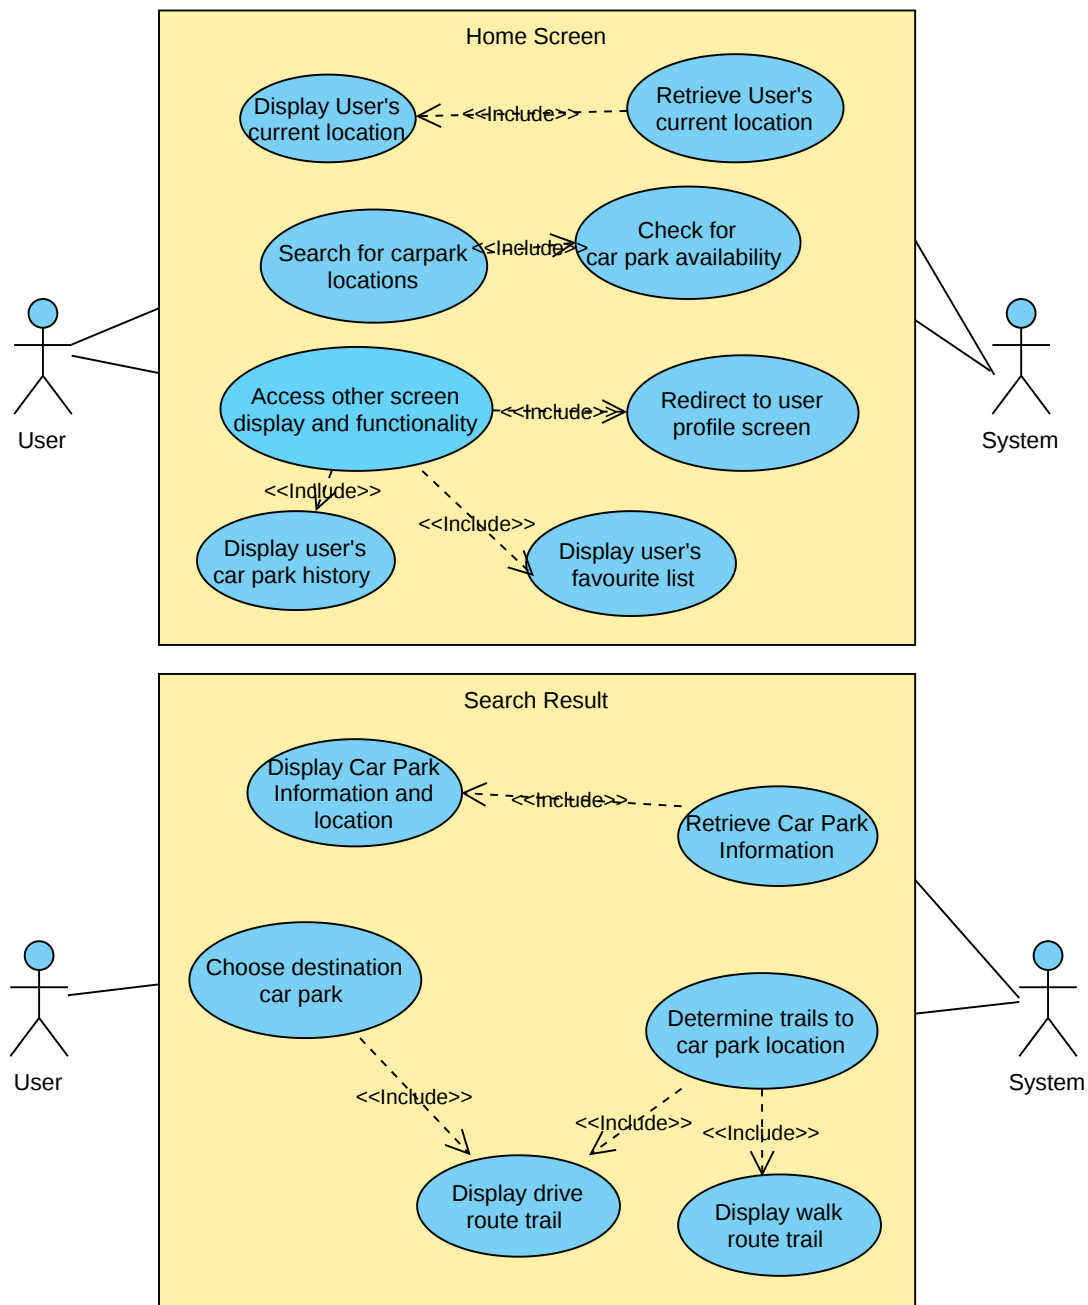 Home Screen
Display User's
current location
<<Include>>
Retrieve User's
current location
Search for carpark
locations
<<Include>>
Check for
car park availability
User
Access other screen
display and functionality
<<Include>>
Redirect to user
profile screen
System
<<Include>>
<<Include>>
Display user's
car park history
Display user's
favourite list
Search Result
Display Car Park
Information and
location
<<Include>>
Retrieve Car Park
Information
Choose destination
car park
Determine trails to
car park location
User
System
<<Include>>
<<Include>>
<<Include>>
Display drive
route trail
Display walk
route trail